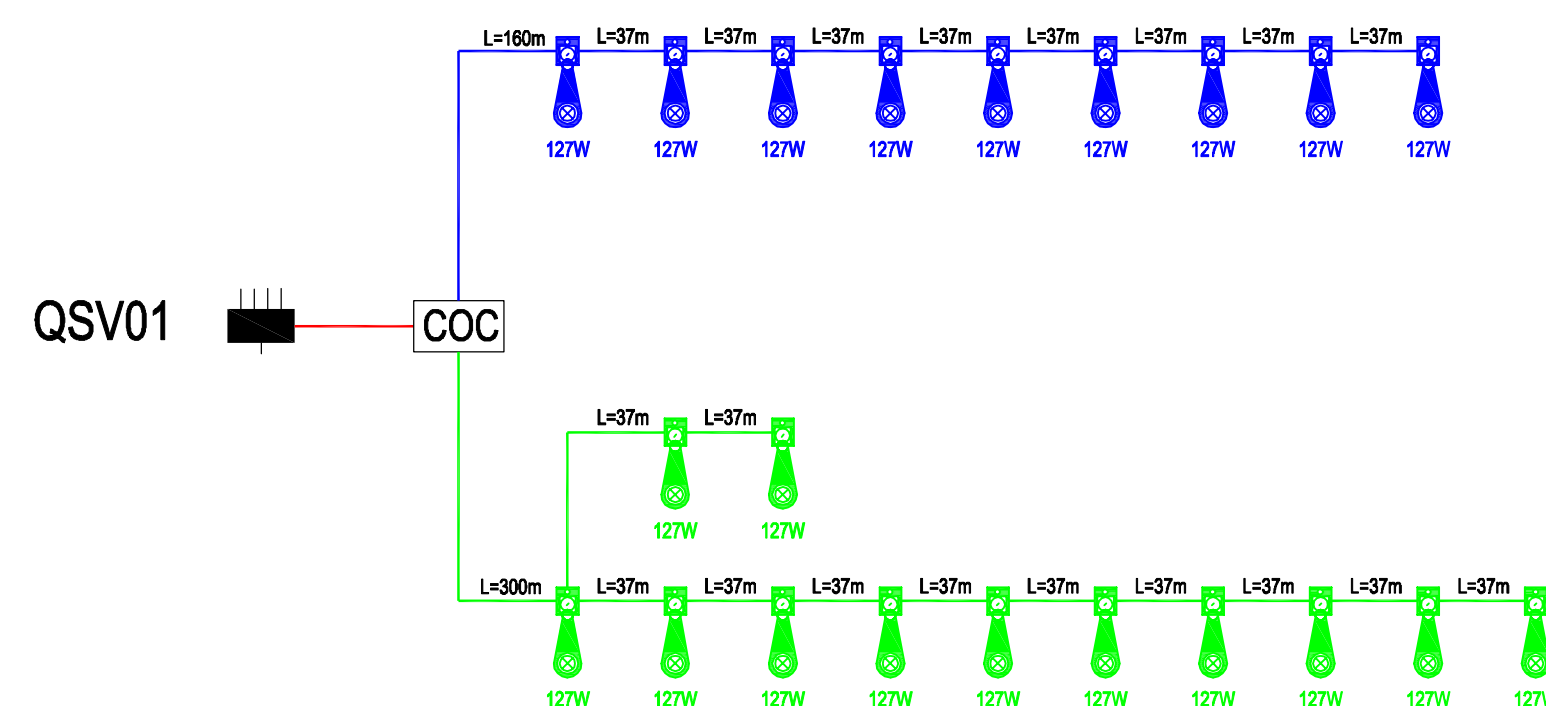 L=160m L=37m L=37m L=37m L=37m L=37m L=37m L=37m L=37m
127W 127W 127W 127W 127W 127W 127W 127W 127W
QSV01 COC
L=37m L=37m
127W 127W
L=300m L=37m L=37m L=37m L=37m L=37m L=37m L=37m L=37m L=37m
127W 127W 127W 127W 127W 127W 127W 127W 127W